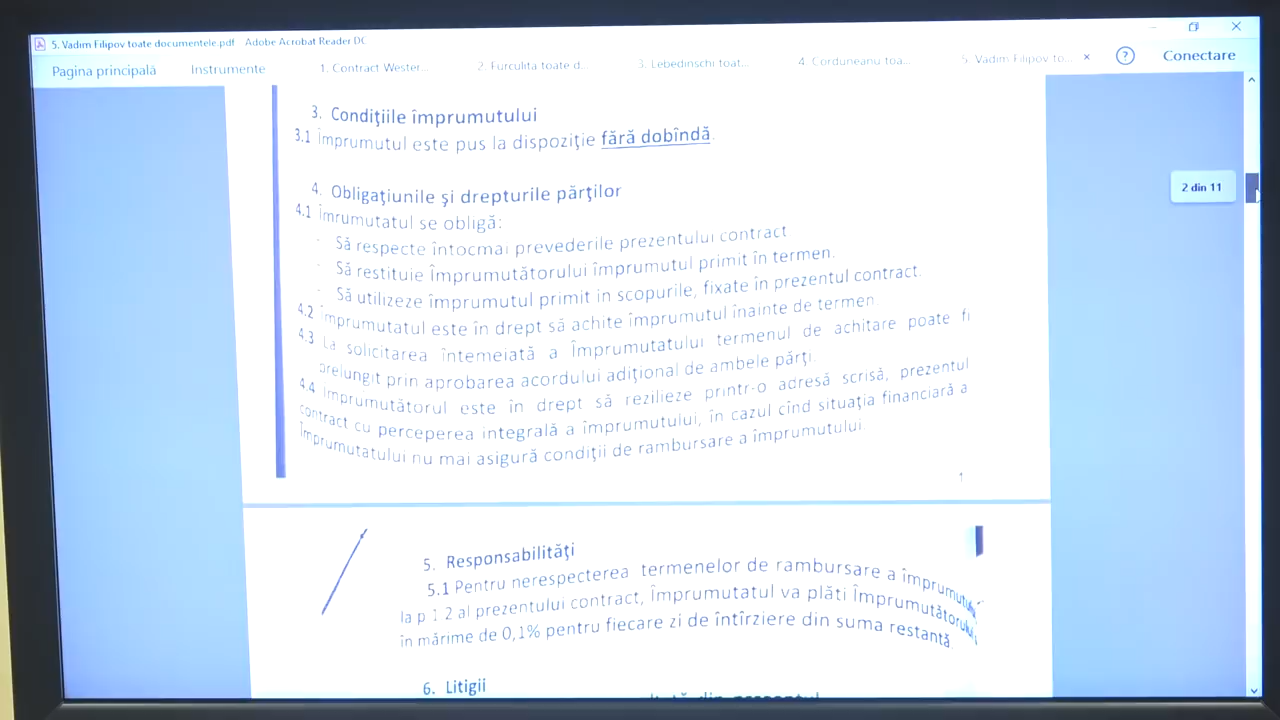 5. Vadim Filipov toate documentele.pdf - Adobe Acrobat Reader DC
Pagina principală Instrumente 1. Contract Wester... 2. Furculita toate d... 3. Lebedinschi toat... 4. Corduneanu toa... 5. Vadim Filipov to... × ? Conectare
3. Condiţiile împrumutului
3.1 Împrumutul este pus la dispoziţie fără dobîndă.
2 din 11
4. Obligaţiunile şi drepturile părţilor
4.1 Îmrumutatul se obligă:
- Să respecte întocmai prevederile prezentului contract
- Să restituie împrumutătorului împrumutul primit în termen.
- Să utilizeze împrumutul primit in scopurile, fixate în prezentul contract.
4.2 Împrumutatul este în drept să achite împrumutul înainte de termen.
4.3 La solicitarea întemeiată a Împrumutatului termenul de achitare poate fi
prelungit prin aprobarea acordului adiţional de ambele părţi.
4.4 Împrumutătorul este în drept să rezilieze printr-o adresă scrisă, prezentul
contract cu perceperea integrală a împrumutului, în cazul cînd situaţia financiară a
Împrumutatului nu mai asigură condiţii de rambursare a împrumutului.
1
5. Responsabilităţi
5.1 Pentru nerespecterea termenelor de rambursare a împrumutului
la p 1.2 al prezentului contract, Împrumutatul va plăti Împrumutătorului
în mărime de 0,1% pentru fiecare zi de întîrziere din suma restantă.
6. Litigii